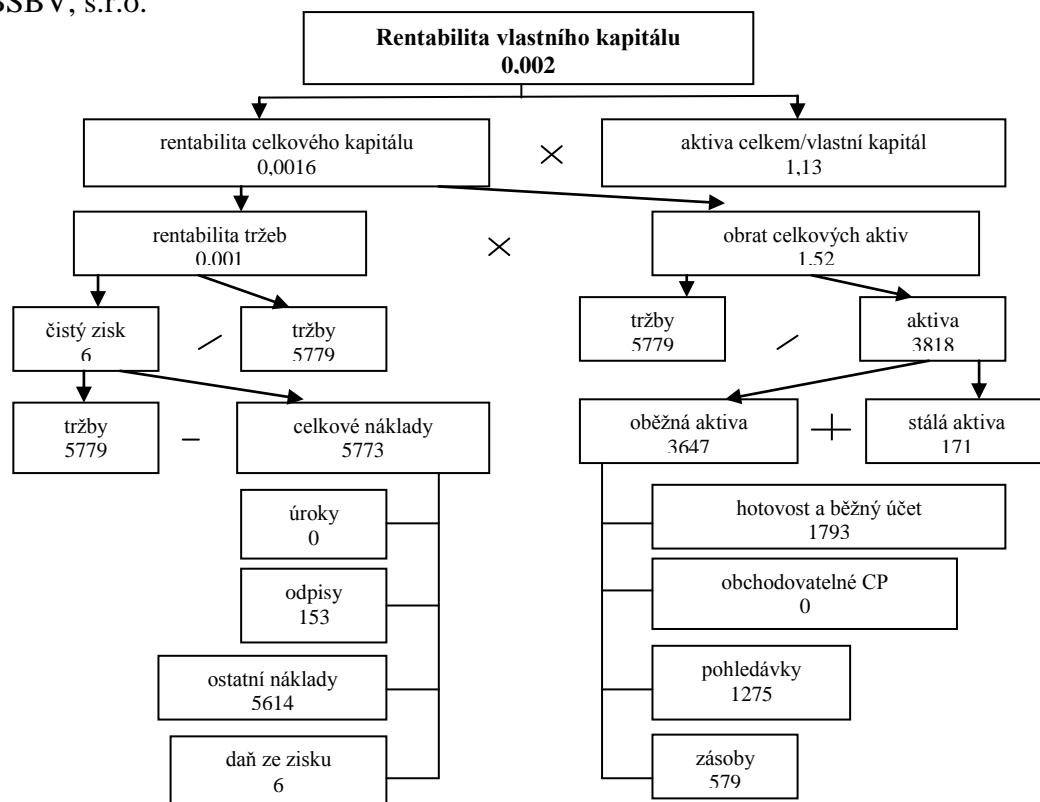 SSBV, s.r.o.
Rentabilita vlastního kapitálu
0,002
rentabilita celkového kapitálu
0,0016
×
aktiva celkem/vlastní kapitál
1,13
rentabilita tržeb
0,001
×
obrat celkových aktiv
1,52
čistý zisk
6
/
tržby
5779
tržby
5779
/
aktiva
3818
tržby
5779
–
celkové náklady
5773
oběžná aktiva
3647
+
stálá aktiva
171
úroky
0
hotovost a běžný účet
1793
odpisy
153
obchodovatelné CP
0
ostatní náklady
5614
pohledávky
1275
daň ze zisku
6
zásoby
579